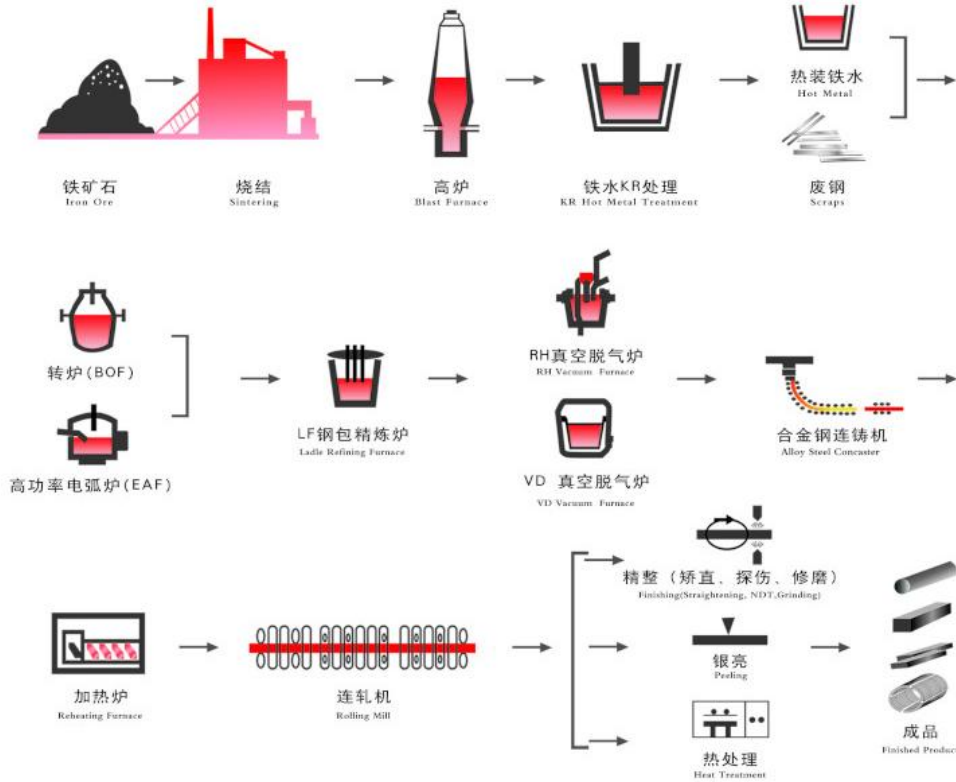 热装铁水
Hot Metal
铁矿石
Iron Ore
烧结
Sintering
高炉
Blast Furnace
铁水KR处理
KR Hot Metal Treatment
废钢
Scraps
转炉(BOF)
高功率电弧炉(EAF)
LF钢包精炼炉
Ladle Refining Furnace
RH真空脱气炉
RH Vacuum Furnace
VD 真空脱气炉
VD Vacuum Furnace
合金钢连铸机
Alloy Steel Concaster
加热炉
Reheating Furnace
连轧机
Rolling Mill
精整（矫直、探伤、修磨）
Finishing(Straightening, NDT,Grinding)
银亮
Peeling
热处理
Heat Treatment
成品
Finished Produc